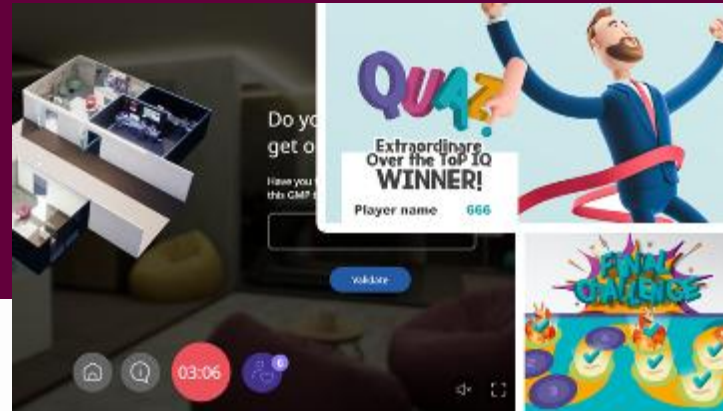 Do yo
get o
Have you
this GMP
Validate
03:06
0
QUAZ
Extraordinare
Over the ToP IQ
WINNER!
Player name 666
FINAL
CHALLENGE